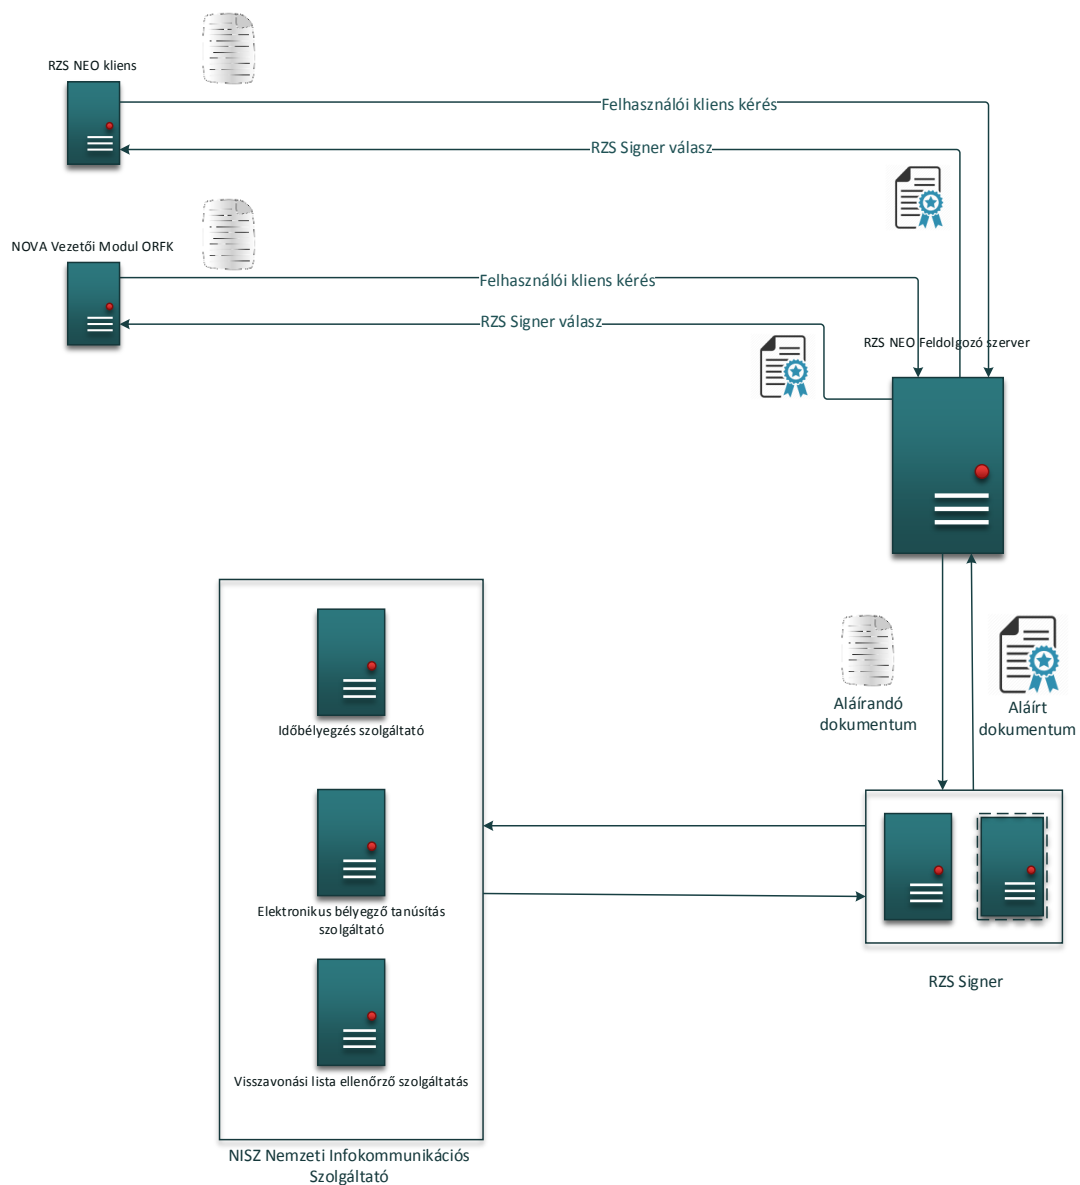 RZS NEO kliens
Felhasználói kliens kérés
RZS Signer válasz
NOVA Vezetői Modul ORFK
Felhasználói kliens kérés
RZS Signer válasz
RZS NEO Feldolgozó szerver
Aláírandó
dokumentum
Aláírt
dokumentum
Időbélyegzés szolgáltató
Elektronikus bélyegző tanúsítás
szolgáltató
RZS Signer
Visszavonási lista ellenőrző szolgáltatás
NISZ Nemzeti Infokommunikációs
Szolgáltató